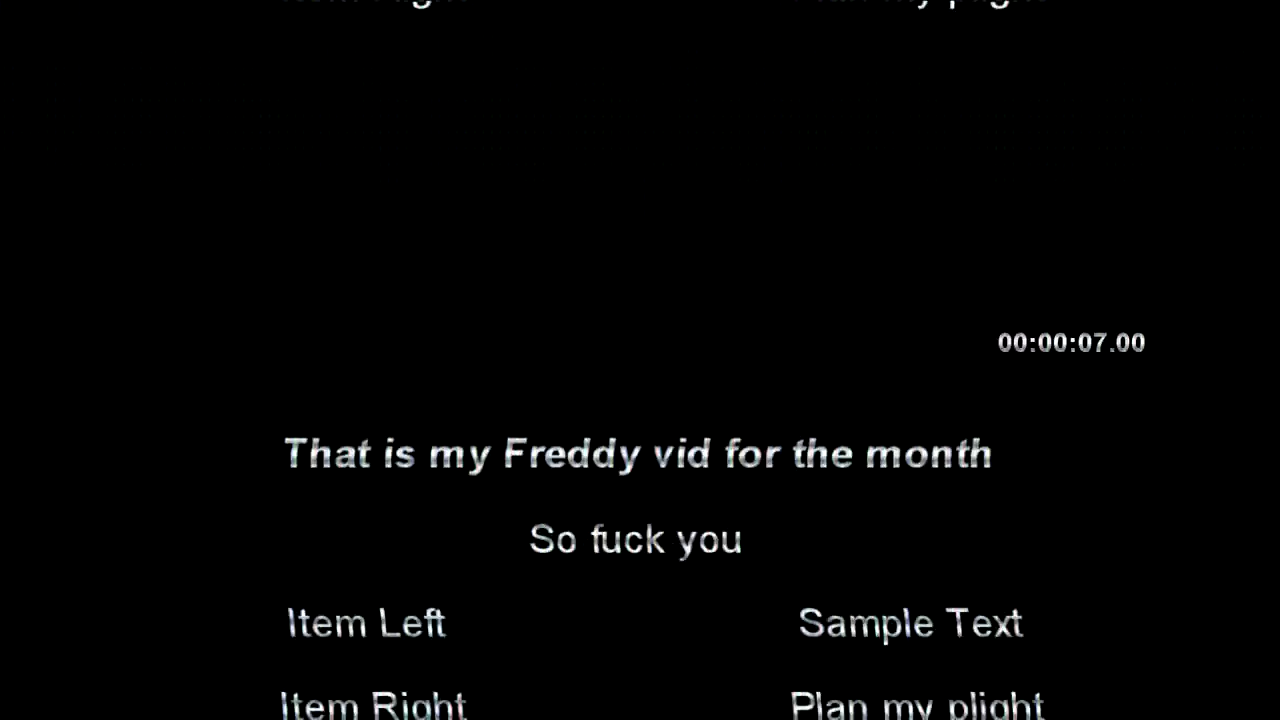 00:00:07.00
That is my Freddy vid for the month
So fuck you
Item Left Sample Text
Item Right Plan my plight